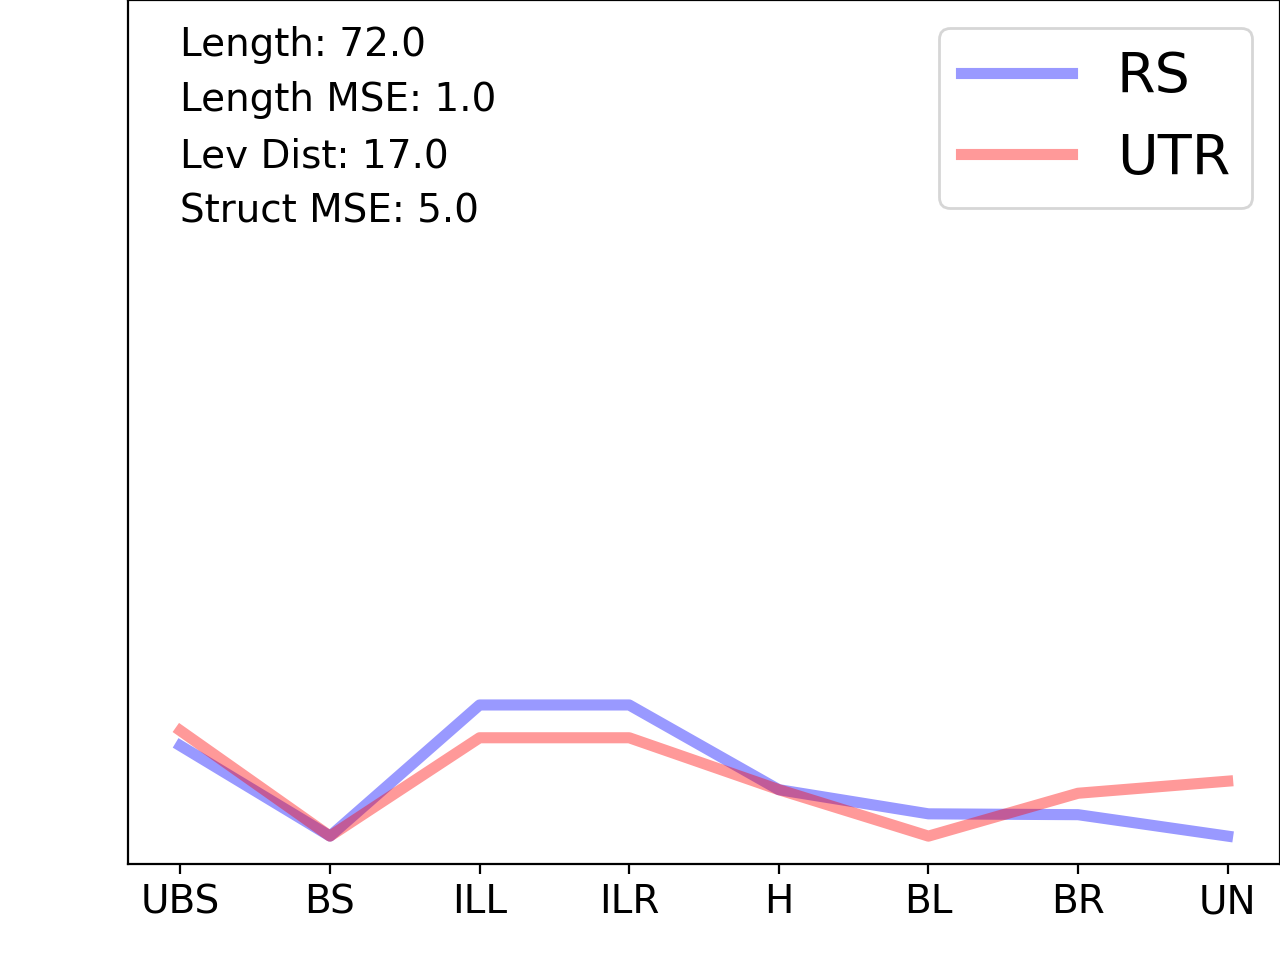 Length: 72.0
Length MSE: 1.0
Lev Dist: 17.0
Struct MSE: 5.0
RS
UTR
UBS BS ILL ILR H BL BR UN